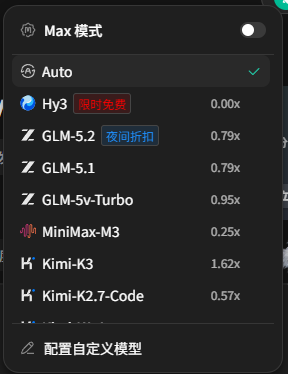 Max 模式
Auto
Hy3 限时免费 0.00x
GLM-5.2 夜间折扣 0.79x
GLM-5.1 0.79x
GLM-5v-Turbo 0.95x
MiniMax-M3 0.25x
Kimi-K3 1.62x
Kimi-K2.7-Code 0.57x
配置自定义模型